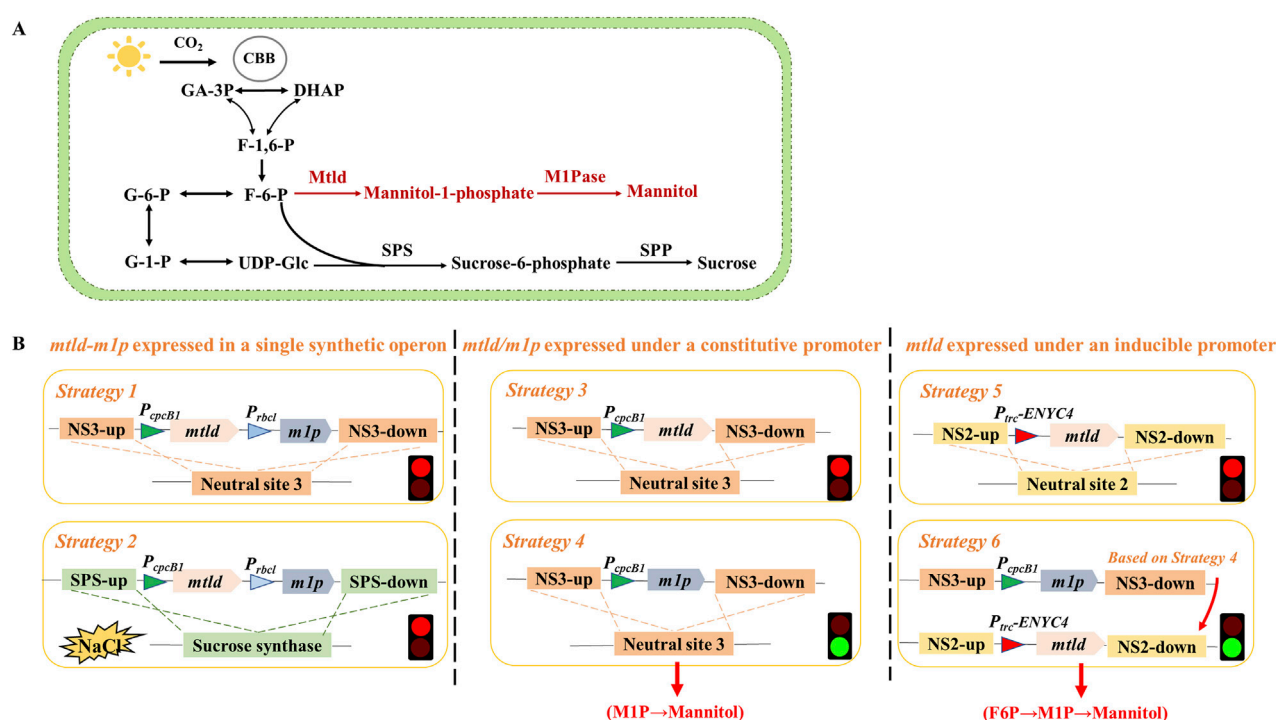 A
CO₂
CBB
GA-3P
DHAP
F-1,6-P
Mtld
M1Pase
G-6-P
F-6-P
Mannitol-1-phosphate
Mannitol
SPS
SPP
G-1-P
UDP-Glc
Sucrose-6-phosphate
Sucrose
B
mtld-m1p expressed in a single synthetic operon
Strategy 1
PcpcB1
Prbcl
NS3-up
mtld
m1p
NS3-down
Neutral site 3
Strategy 2
PcpcB1
Prbcl
SPS-up
mtld
m1p
SPS-down
NaCl
Sucrose synthase
mtld/m1p expressed under a constitutive promoter
Strategy 3
PcpcB1
NS3-up
mtld
NS3-down
Neutral site 3
Strategy 4
PcpcB1
NS3-up
m1p
NS3-down
Neutral site 3
(M1P→Mannitol)
mtld expressed under an inducible promoter
Strategy 5
Ptrc-ENYC4
NS2-up
mtld
NS2-down
Neutral site 2
Strategy 6
PcpcB1
Based on Strategy 4
NS3-up
m1p
NS3-down
Ptrc-ENYC4
NS2-up
mtld
NS2-down
(F6P→M1P→Mannitol)